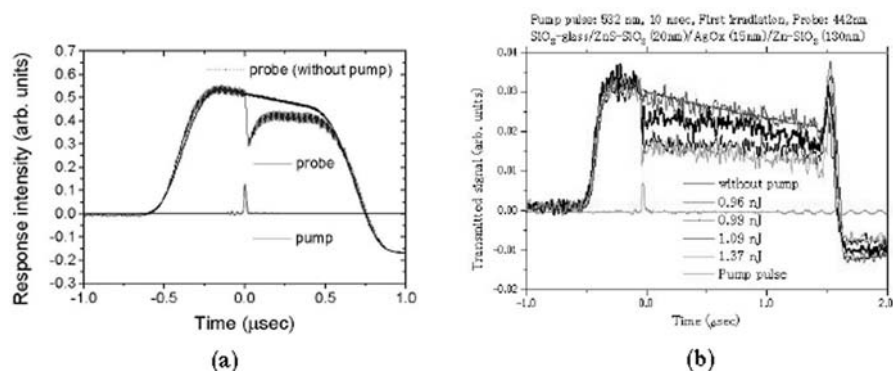 Response intensity (arb. units)
0.7
0.6
0.5
0.4
0.3
0.2
0.1
0.0
-0.1
-0.2
-0.3
probe (without pump)
probe
pump
-1.0
-0.5
0.0
0.5
1.0
Time (μsec)
(a)
Pump pulse: 532 nm, 10 nsec, First irradiation, Probe: 442nm
SiO₂-glass/ZnS-SiO₂ (20nm)/AgOx (15nm)/Zn-SiO₂ (130nm)
Transmitted signal (arb. units)
0.04
0.03
0.02
0.01
0.00
-0.01
-0.02
without pump
0.96 nJ
0.99 nJ
1.09 nJ
1.37 nJ
Pump pulse
-1.0
0.0
1.0
2.0
Time (μsec)
(b)